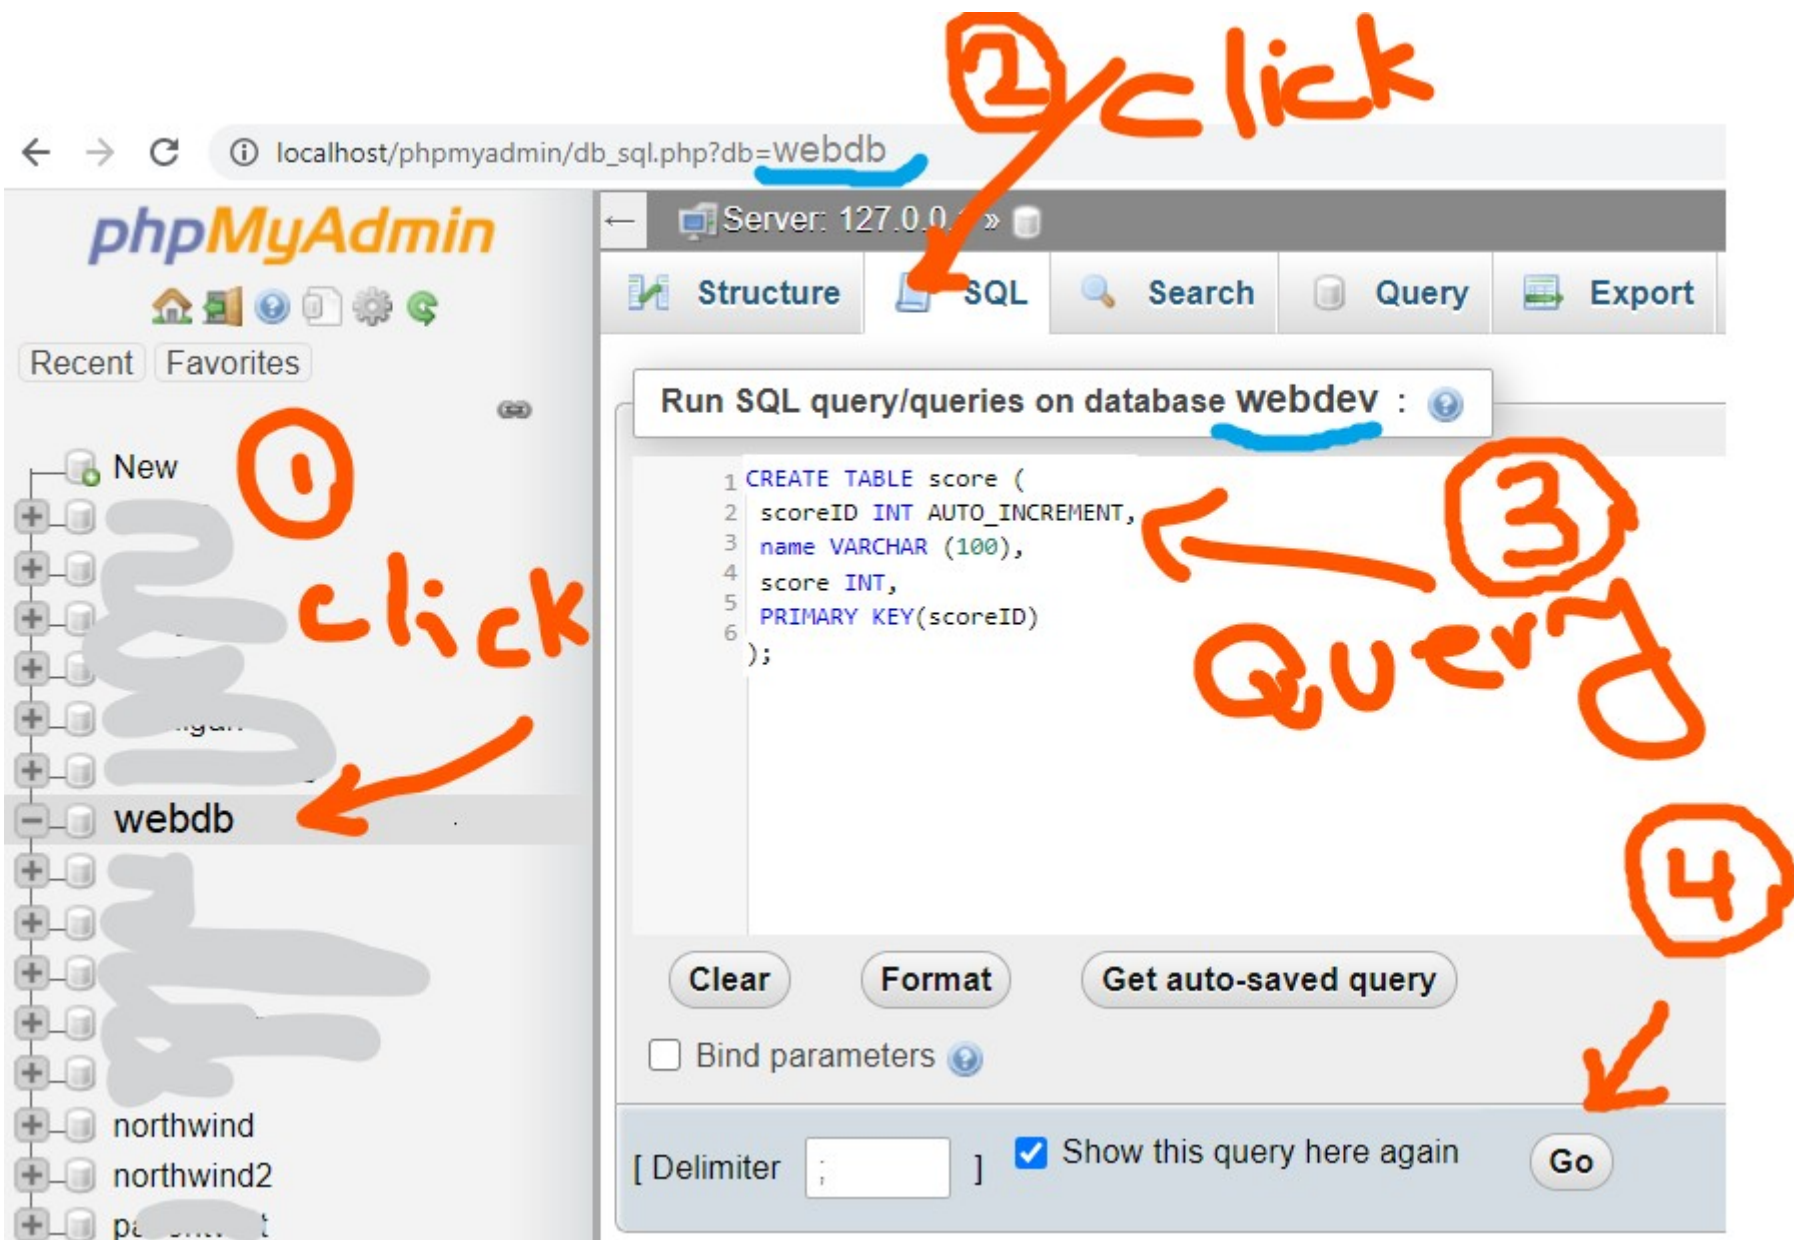 2 click
localhost/phpmyadmin/db_sql.php?db=webdb
phpMyAdmin
Recent Favorites
New
1
click
webdb
northwind
northwind2
Server: 127.0.0. »
Structure SQL Search Query Export
Run SQL query/queries on database webdev :
1 CREATE TABLE score (
2 scoreID INT AUTO_INCREMENT,
3 name VARCHAR (100),
4 score INT,
5 PRIMARY KEY(scoreID)
6 );
3
Query
4
Clear Format Get auto-saved query
Bind parameters
[ Delimiter ; ] Show this query here again Go